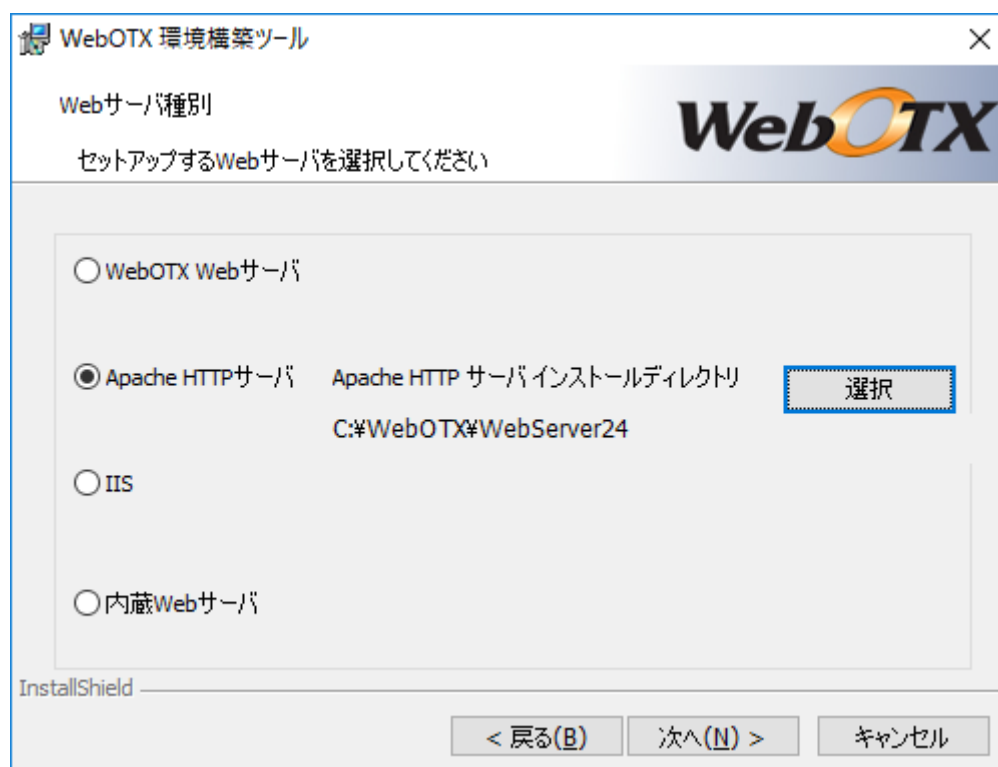 WebOTX 環境構築ツール
Webサーバ種別
WebOTX
セットアップするWebサーバを選択してください
WebOTX Webサーバ
Apache HTTPサーバ Apache HTTP サーバ インストールディレクトリ 選択
C:¥WebOTX¥WebServer24
IIS
内蔵Webサーバ
InstallShield
< 戻る(B) 次へ(N) > キャンセル